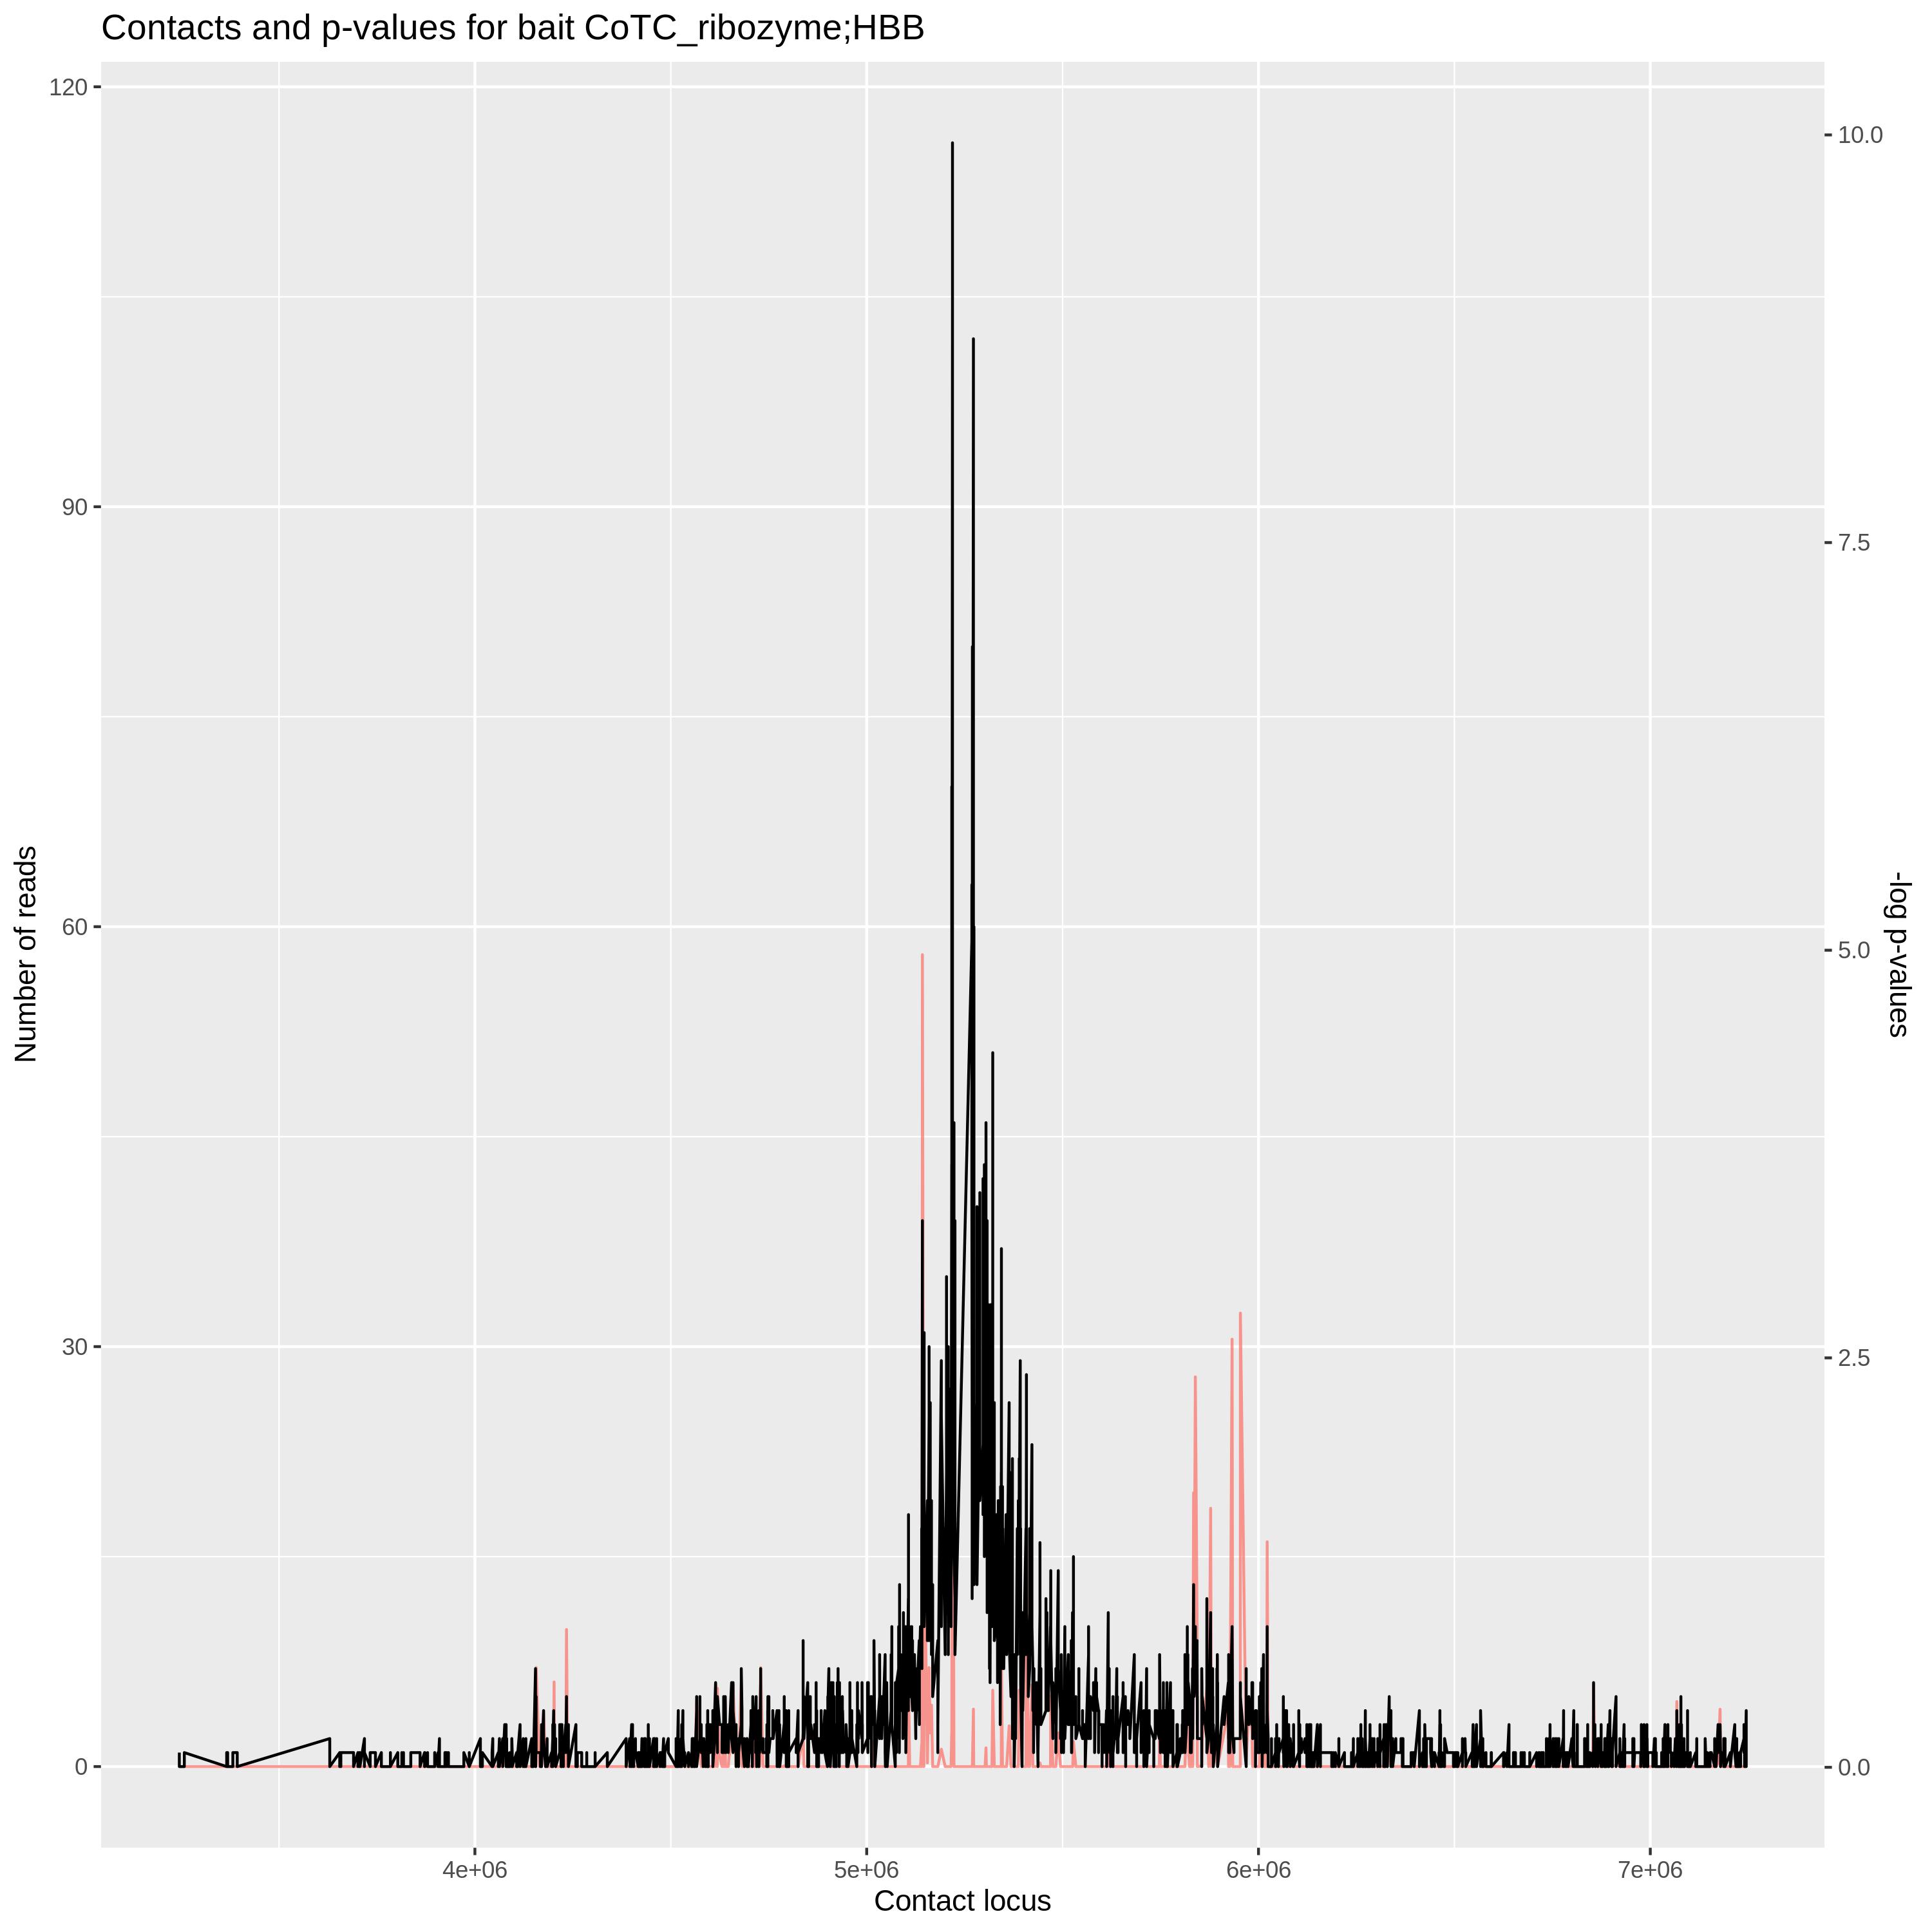 Contacts and p-values for bait CoTC_ribozyme;HBB
120
90
60
30
0
Number of reads
10.0
7.5
5.0
2.5
0.0
-log p-values
4e+06
5e+06
6e+06
7e+06
Contact locus